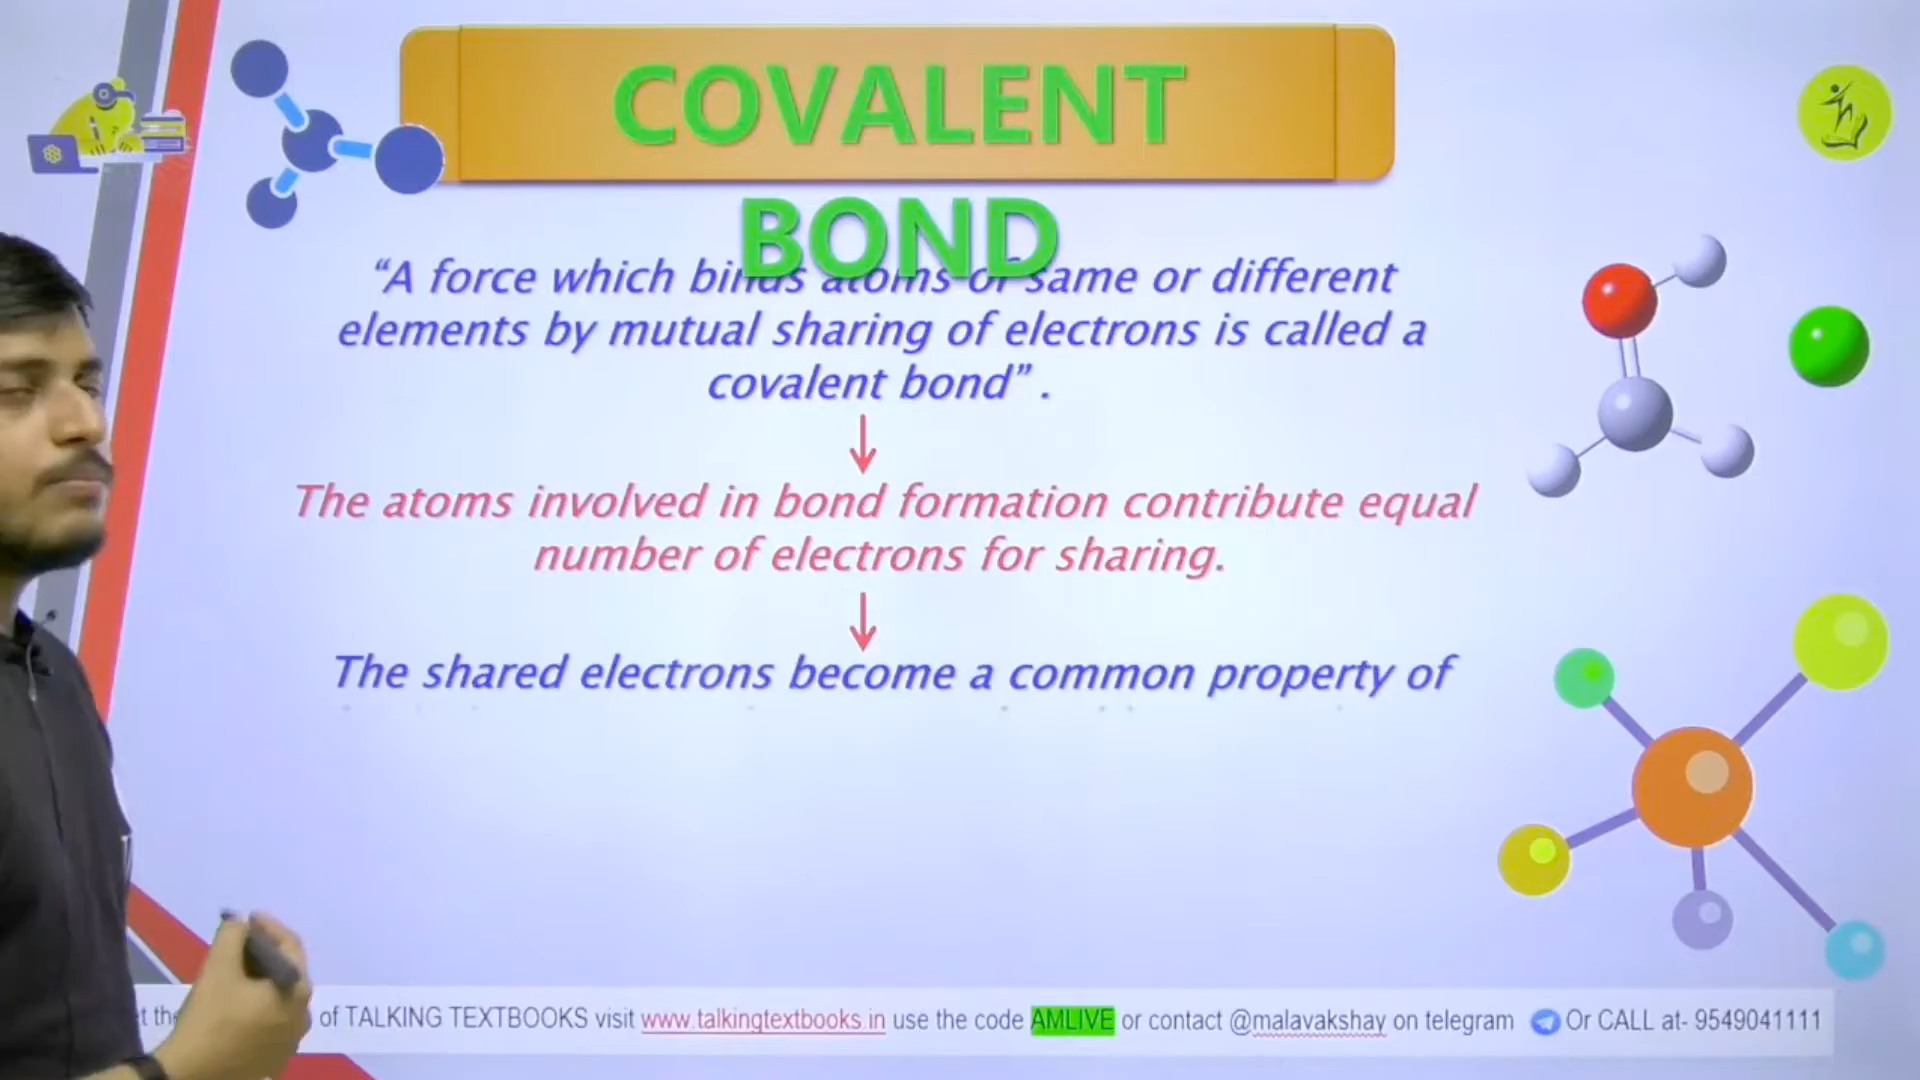 COVALENT
BOND
“A force which binds atoms of same or different
elements by mutual sharing of electrons is called a
covalent bond” .
The atoms involved in bond formation contribute equal
number of electrons for sharing.
The shared electrons become a common property of
of TALKING TEXTBOOKS visit www.talkingtextbooks.in use the code AMLIVE or contact @malavakshay on telegram Or CALL at- 9549041111